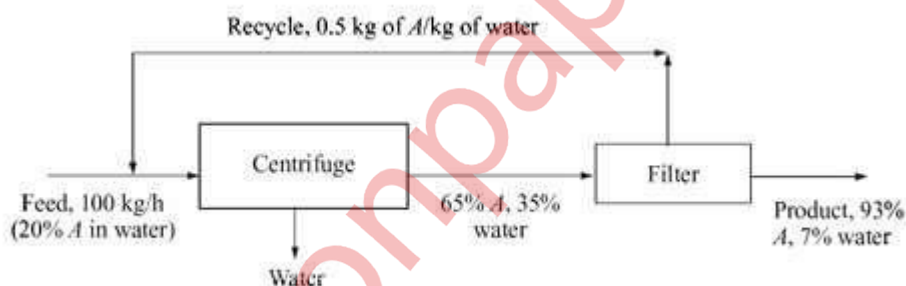 Recycle, 0.5 kg of A/kg of water
Centrifuge
Filter
Feed, 100 kg/h
(20% A in water)
65% A, 35%
water
Product, 93%
A, 7% water
Water